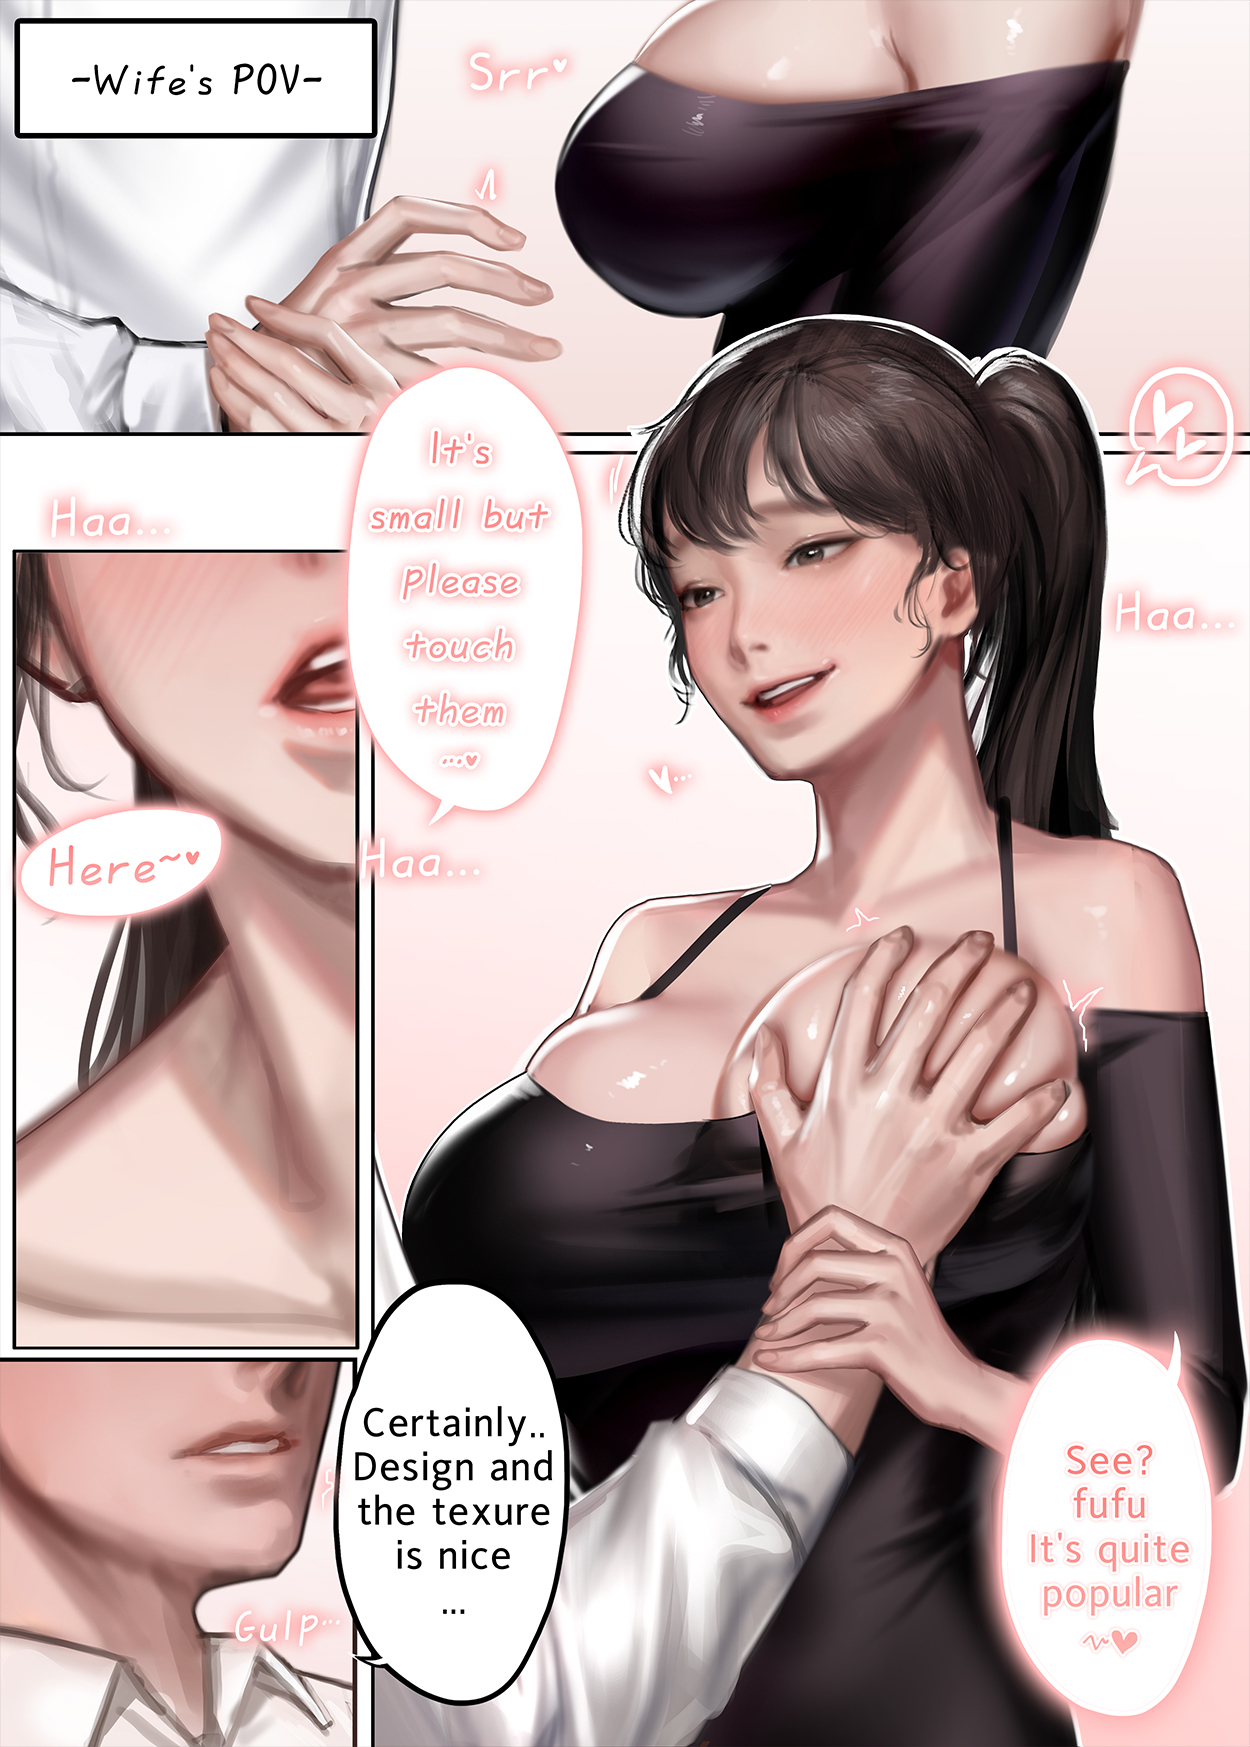 ~Wife's POV~
Srr♥
Haa...
It's
small but
please
touch
them
...♥
Haa...
Here~♥
Haa...
Certainly..
Design and
the texure
is nice
...
See?
fufu
It's quite
popular
~♥
Gulp...